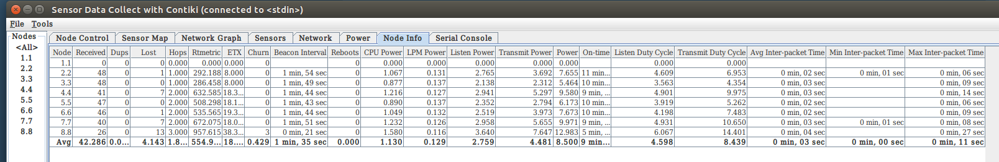 Sensor Data Collect with Contiki (connected to <stdin>)
File Tools
Nodes
<All>
1.1
2.2
3.3
4.4
5.5
6.6
7.7
8.8
Node Control Sensor Map Network Graph Sensors Network Power Node Info Serial Console
Node Received Dups Lost Hops Rtmetric ETX Churn Beacon Interval Reboots CPU Power LPM Power Listen Power Transmit Power Power On-time Listen Duty Cycle Transmit Duty Cycle Avg Inter-packet Time Min Inter-packet Time Max Inter-packet Time
1.1 0 0 0 0.000 0.000 0.000 0 0 0.000 0.000 0.000 0.000 0.000 0.000 0.000
2.2 48 0 1 1.000 292.188 8.000 0 1 min, 54 sec 0 1.067 0.131 2.765 3.692 7.655 11 min... 4.609 6.953 0 min, 02 sec 0 min, 01 sec 0 min, 06 sec
3.3 48 0 0 1.000 286.458 8.000 0 1 min, 49 sec 0 0.877 0.137 2.138 2.312 5.464 10 min... 3.563 4.354 0 min, 03 sec 0 min, 09 sec
4.4 41 0 7 2.000 632.585 18.3... 0 1 min, 44 sec 0 1.216 0.127 2.941 5.297 9.580 9 min, ... 4.901 9.975 0 min, 03 sec 0 min, 14 sec
5.5 47 0 0 2.000 508.298 18.1... 0 1 min, 43 sec 0 0.890 0.137 2.352 2.794 6.173 10 min... 3.919 5.262 0 min, 02 sec 0 min, 06 sec
6.6 46 0 1 2.000 535.565 19.3... 0 1 min, 44 sec 0 1.049 0.132 2.519 3.973 7.673 10 min... 4.198 7.483 0 min, 02 sec 0 min, 09 sec
7.7 40 0 7 2.000 672.075 18.0... 0 1 min, 51 sec 0 1.232 0.126 2.958 5.655 9.971 9 min, ... 4.931 10.650 0 min, 03 sec 0 min, 01 sec 0 min, 08 sec
8.8 26 0 13 3.000 957.615 38.3... 3 0 min, 21 sec 0 1.580 0.116 3.640 7.647 12.983 5 min, ... 6.067 14.401 0 min, 04 sec 0 min, 27 sec
Avg 42.286 0.0... 4.143 1.8... 554.9... 18.... 0.429 1 min, 35 sec 0.000 1.130 0.129 2.759 4.481 8.500 9 min... 4.598 8.439 0 min, 03 sec 0 min, 00 sec 0 min, 11 sec